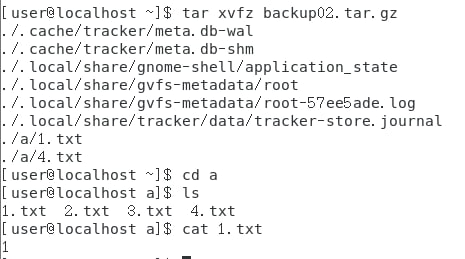 [user@localhost ~]$ tar xvfz backup02.tar.gz
./.cache/tracker/meta.db-wal
./.cache/tracker/meta.db-shm
./.local/share/gnome-shell/application_state
./.local/share/gvfs-metadata/root
./.local/share/gvfs-metadata/root-57ee5ade.log
./.local/share/tracker/data/tracker-store.journal
./a/1.txt
./a/4.txt
[user@localhost ~]$ cd a
[user@localhost a]$ ls
1.txt  2.txt  3.txt  4.txt
[user@localhost a]$ cat 1.txt
1